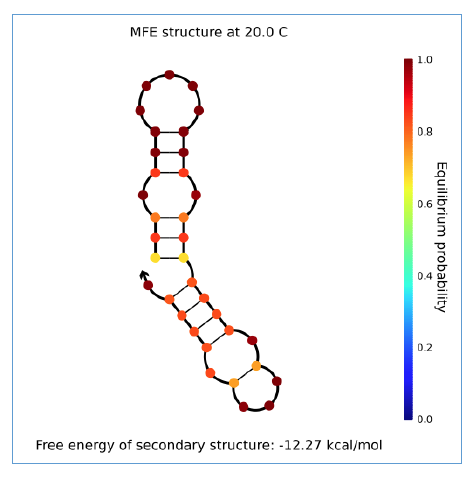 MFE structure at 20.0 C
1.0
0.8
0.6
0.4
0.2
0.0
Equilibrium probability
Free energy of secondary structure: -12.27 kcal/mol